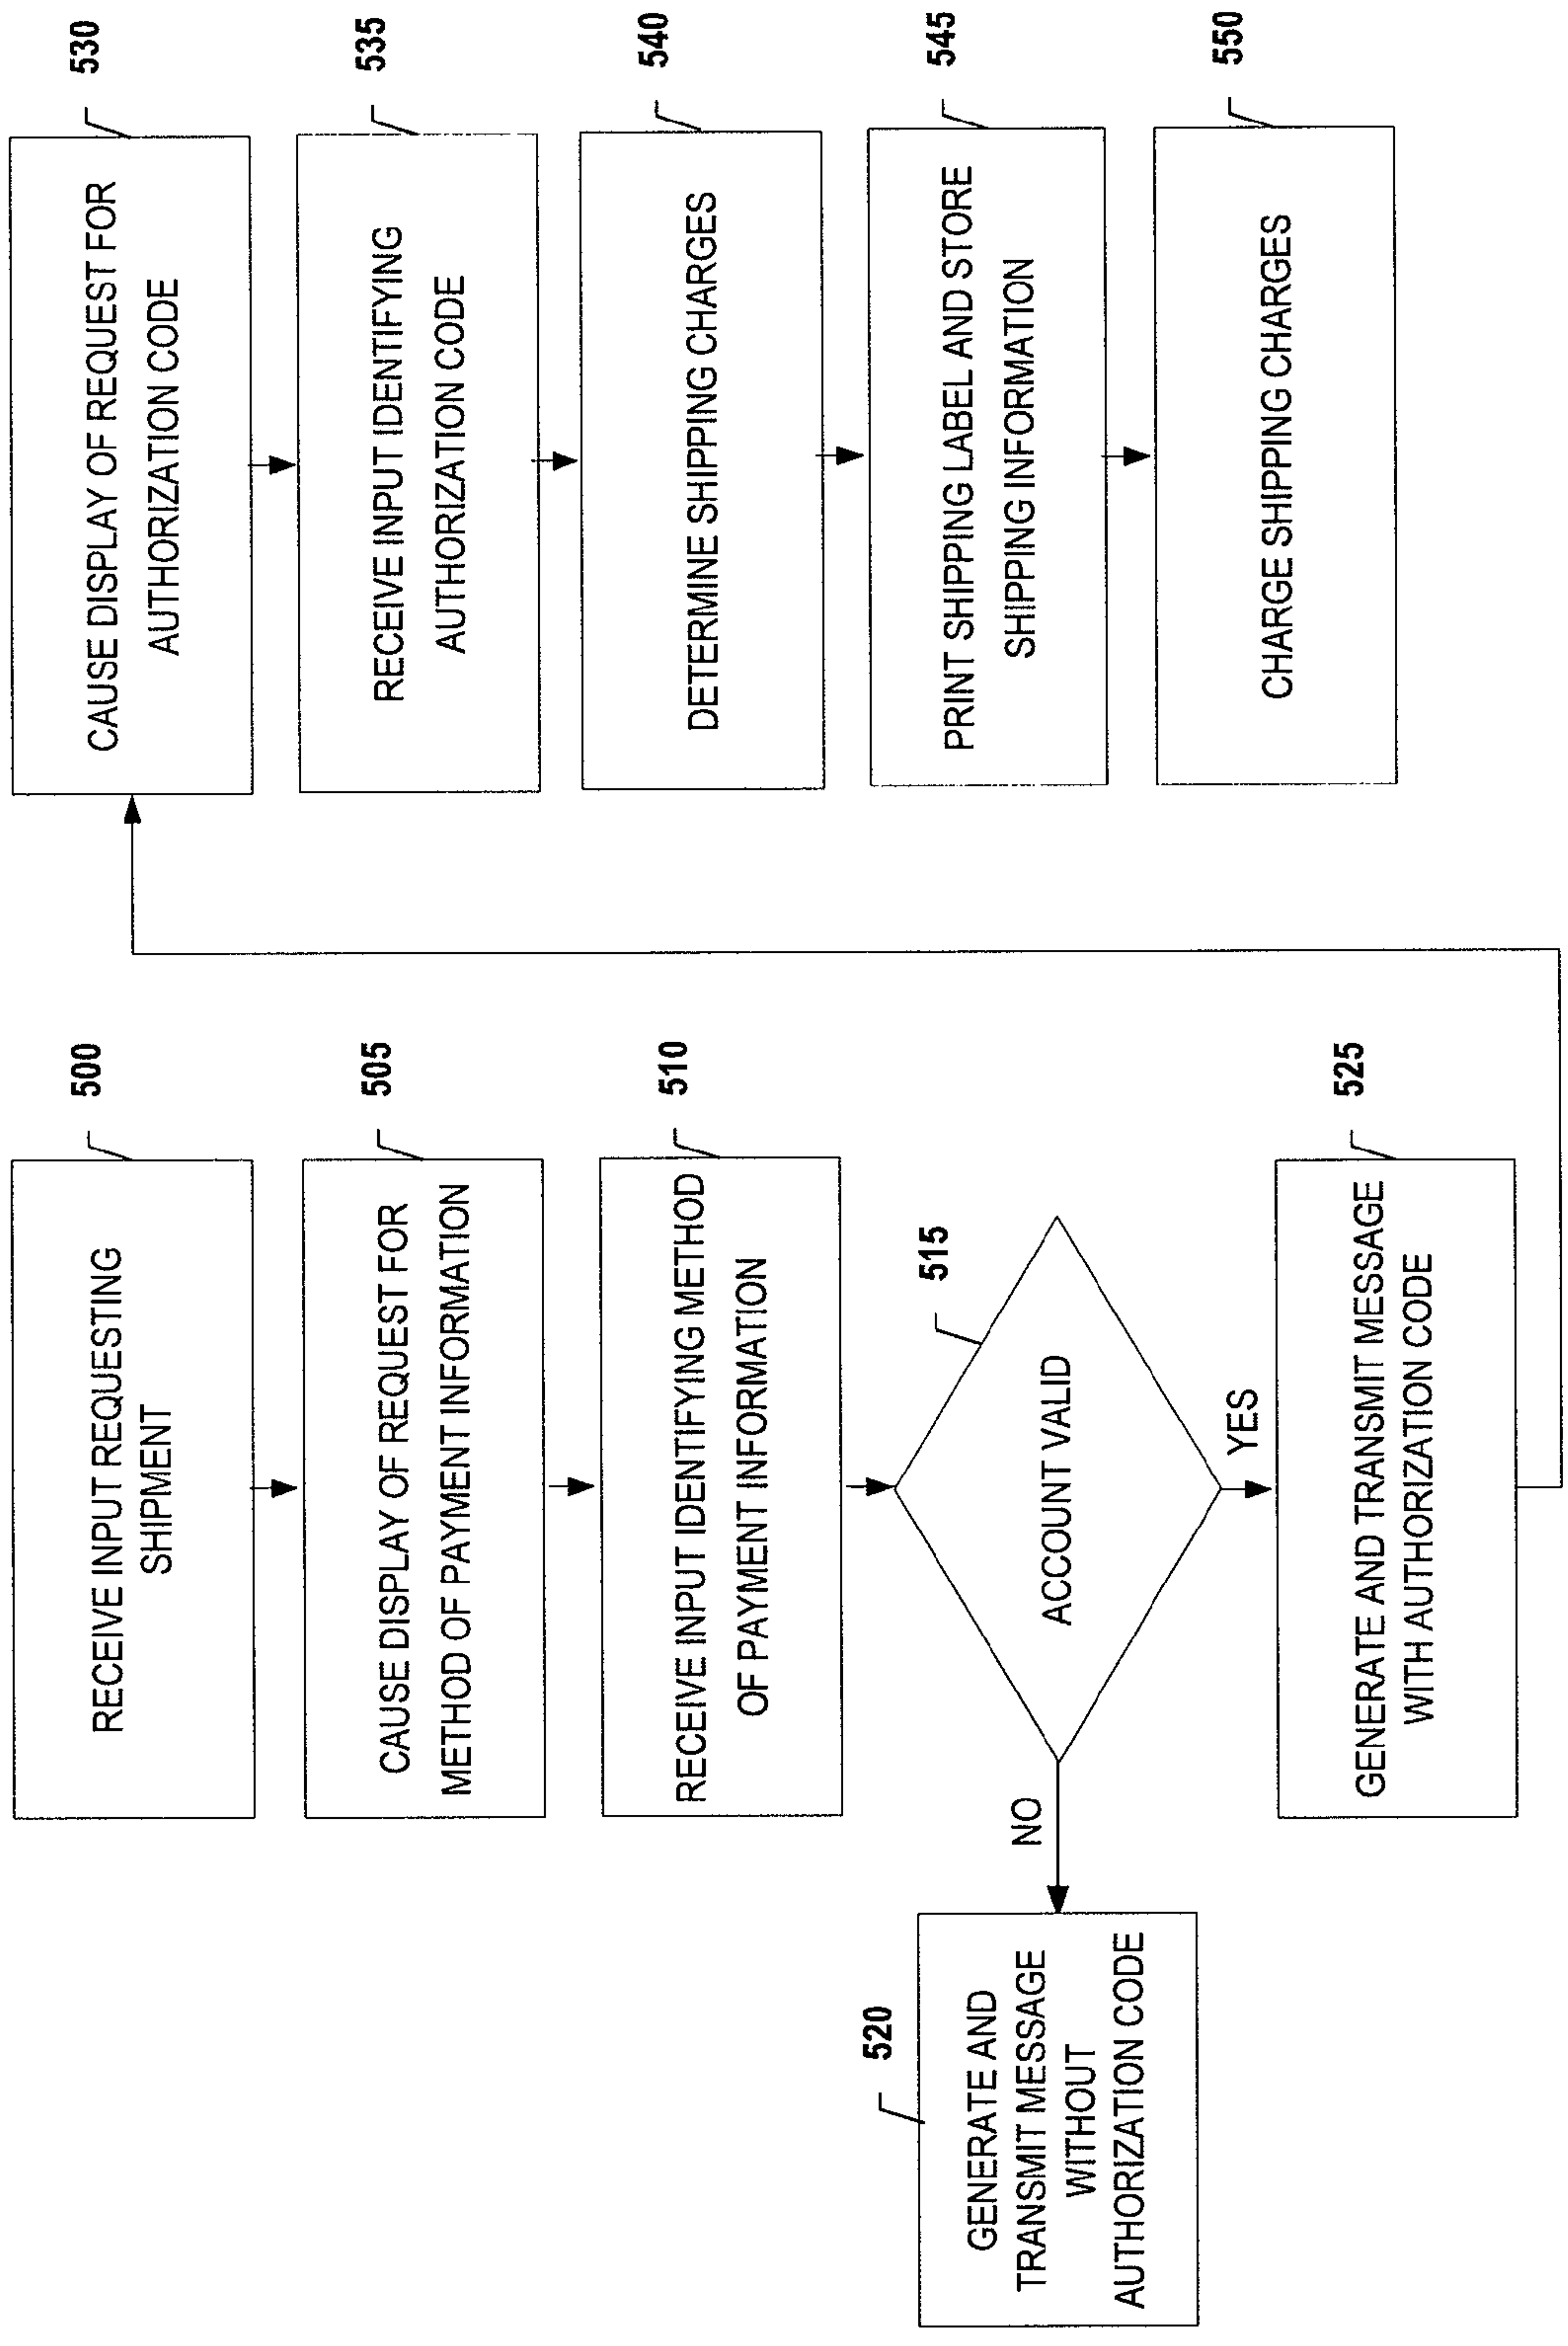 500
RECEIVE INPUT REQUESTING
SHIPMENT
505
CAUSE DISPLAY OF REQUEST FOR
METHOD OF PAYMENT INFORMATION
510
RECEIVE INPUT IDENTIFYING METHOD
OF PAYMENT INFORMATION
515
ACCOUNT VALID
NO
YES
520
GENERATE AND
TRANSMIT MESSAGE
WITHOUT
AUTHORIZATION CODE
525
GENERATE AND TRANSMIT MESSAGE
WITH AUTHORIZATION CODE
530
CAUSE DISPLAY OF REQUEST FOR
AUTHORIZATION CODE
535
RECEIVE INPUT IDENTIFYING
AUTHORIZATION CODE
540
DETERMINE SHIPPING CHARGES
545
PRINT SHIPPING LABEL AND STORE
SHIPPING INFORMATION
550
CHARGE SHIPPING CHARGES